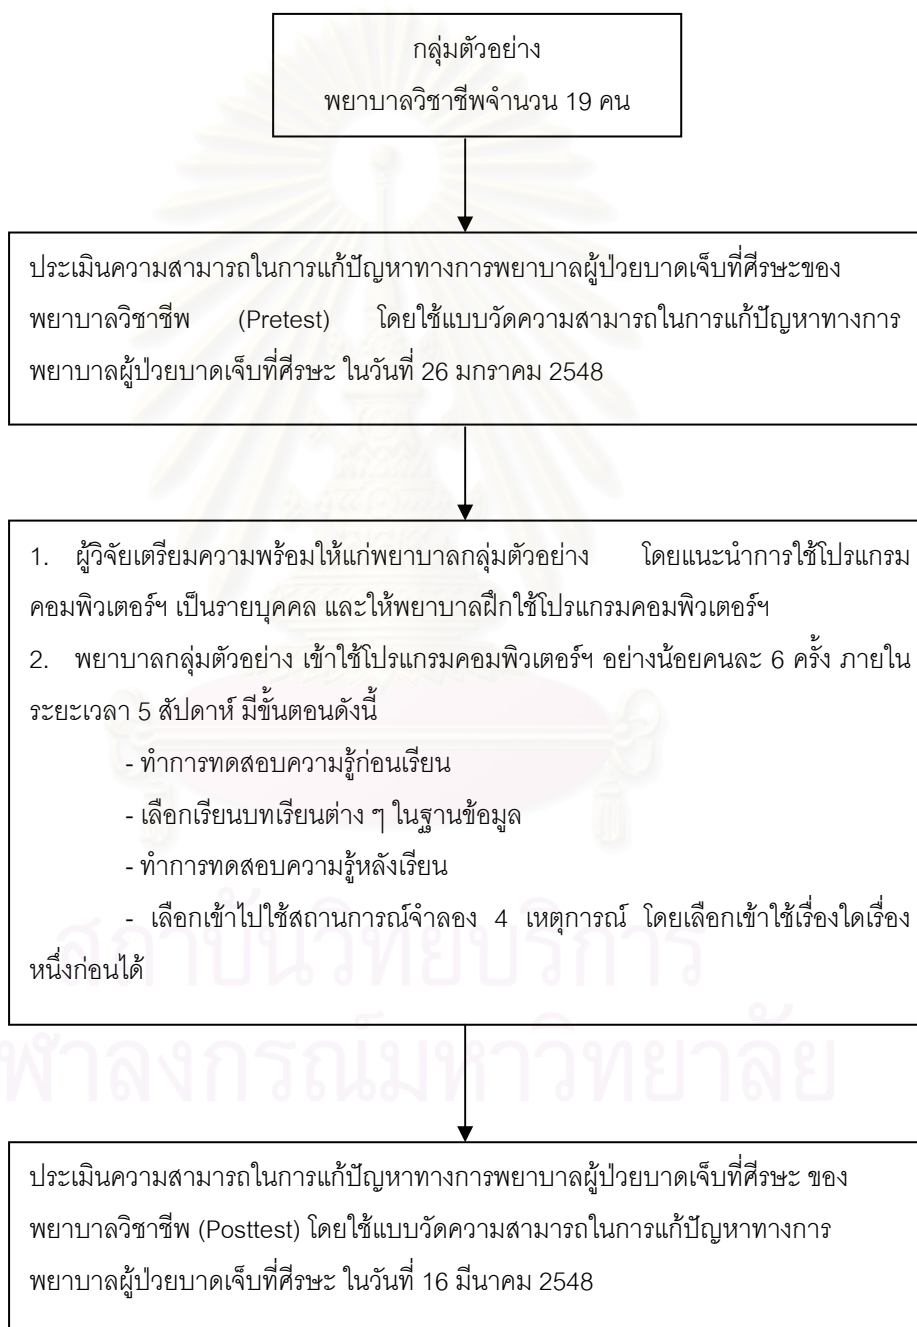 กลุ่มตัวอย่าง
พยาบาลวิชาชีพจำนวน 19 คน
ประเมินความสามารถในการแก้ปัญหาทางการพยาบาลผู้ป่วยบาดเจ็บที่ศีรษะของ
พยาบาลวิชาชีพ (Pretest) โดยใช้แบบวัดความสามารถในการแก้ปัญหาทางการ
พยาบาลผู้ป่วยบาดเจ็บที่ศีรษะ ในวันที่ 26 มกราคม 2548
1. ผู้วิจัยเตรียมความพร้อมให้แก่พยาบาลกลุ่มตัวอย่าง โดยแนะนำการใช้โปรแกรม
คอมพิวเตอร์ฯ เป็นรายบุคคล และให้พยาบาลฝึกใช้โปรแกรมคอมพิวเตอร์ฯ
2. พยาบาลกลุ่มตัวอย่าง เข้าใช้โปรแกรมคอมพิวเตอร์ฯ อย่างน้อยคนละ 6 ครั้ง ภายใน
ระยะเวลา 5 สัปดาห์ มีขั้นตอนดังนี้
- ทำการทดสอบความรู้ก่อนเรียน
- เลือกเรียนบทเรียนต่าง ๆ ในฐานข้อมูล
- ทำการทดสอบความรู้หลังเรียน
- เลือกเข้าไปใช้สถานการณ์จำลอง 4 เหตุการณ์ โดยเลือกเข้าใช้เรื่องใดเรื่อง
หนึ่งก่อนได้
สถาบันวิทยบริการ
ฬาลงกรณ์มหาวิทยาลัย
ประเมินความสามารถในการแก้ปัญหาทางการพยาบาลผู้ป่วยบาดเจ็บที่ศีรษะ ของ
พยาบาลวิชาชีพ (Posttest) โดยใช้แบบวัดความสามารถในการแก้ปัญหาทางการ
พยาบาลผู้ป่วยบาดเจ็บที่ศีรษะ ในวันที่ 16 มีนาคม 2548